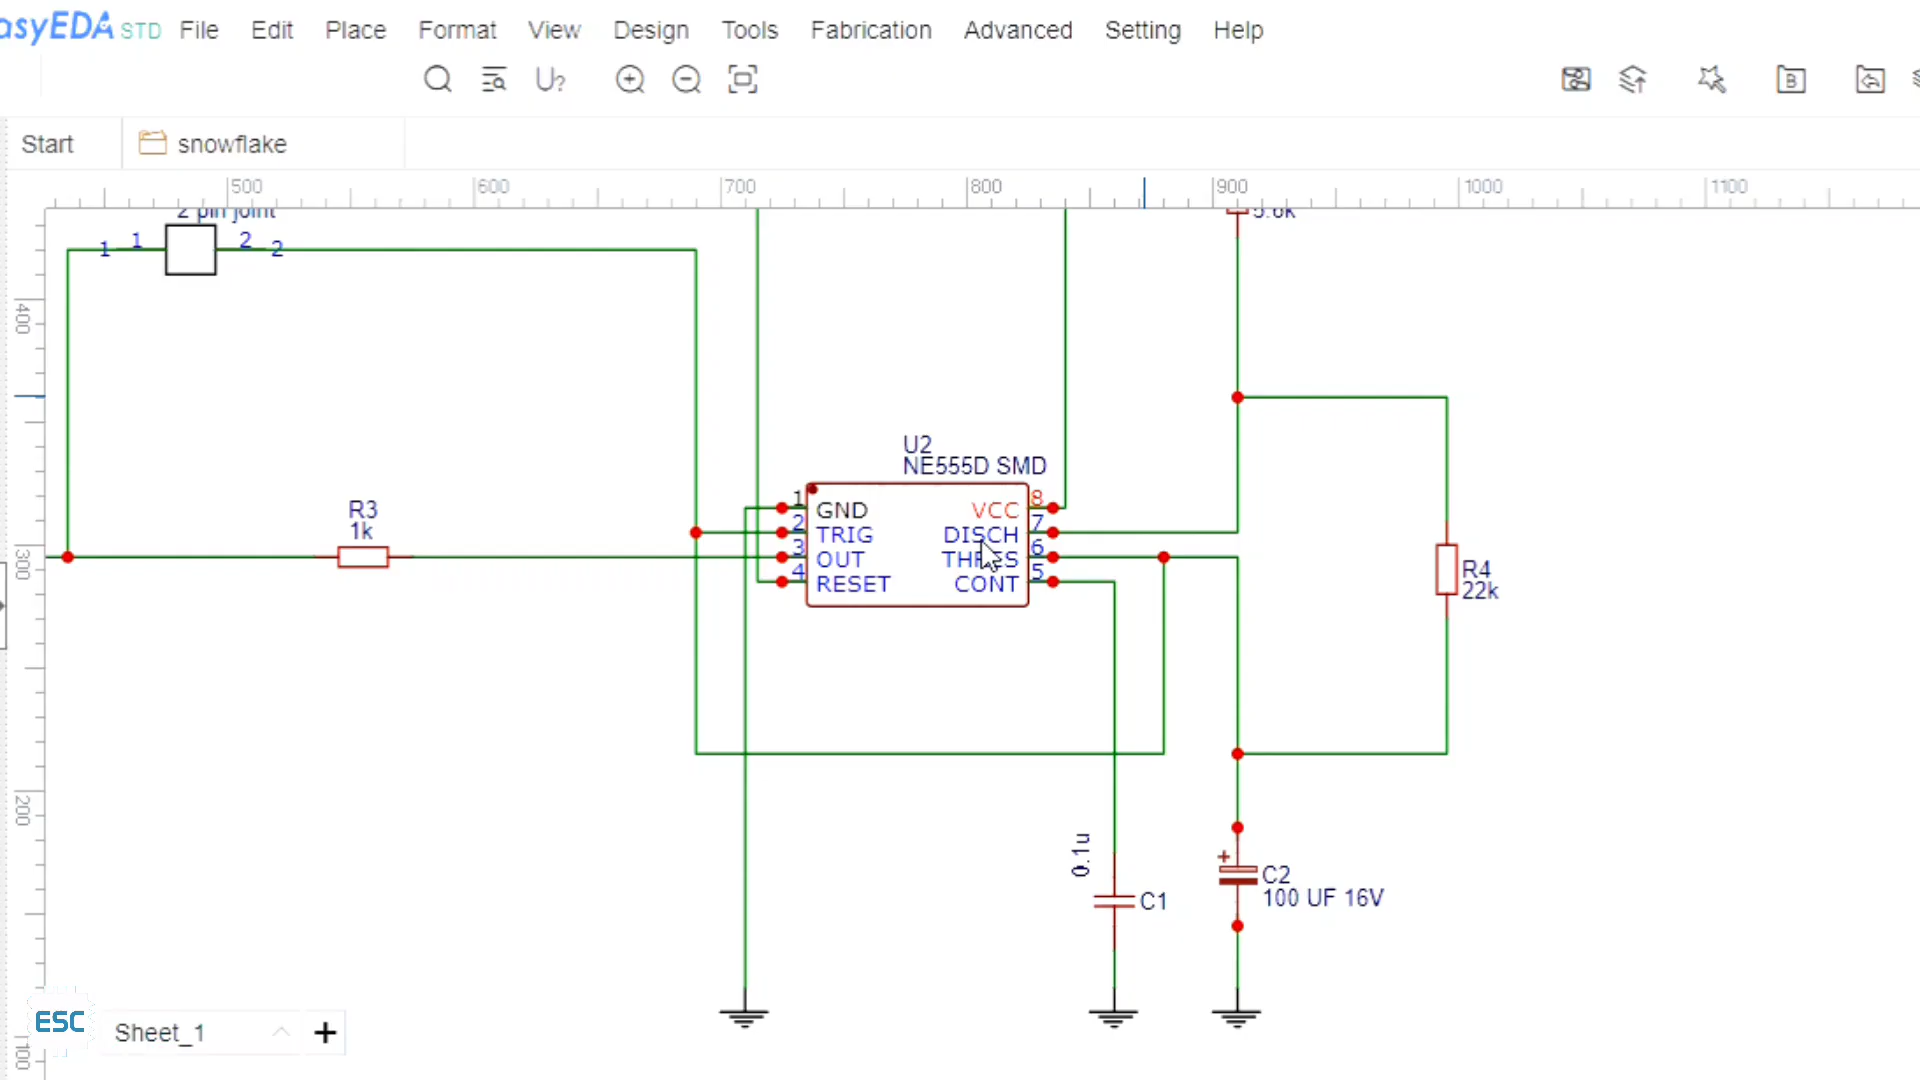 asyEDA STD File Edit Place Format View Design Tools Fabrication Advanced Setting Help
U?
B
Start snowflake
500 600 700 800 900 1000 1100
2 pin joint
5.6k
1 1 2 2
400
U2
NE555D SMD
R3
1k
1 GND VCC 8
2 TRIG DISCH 7
3 OUT THRES 6
4 RESET CONT 5
300
R4
22k
200
0.1u
C1
+ C2
100 UF 16V
ESC Sheet_1 +
100